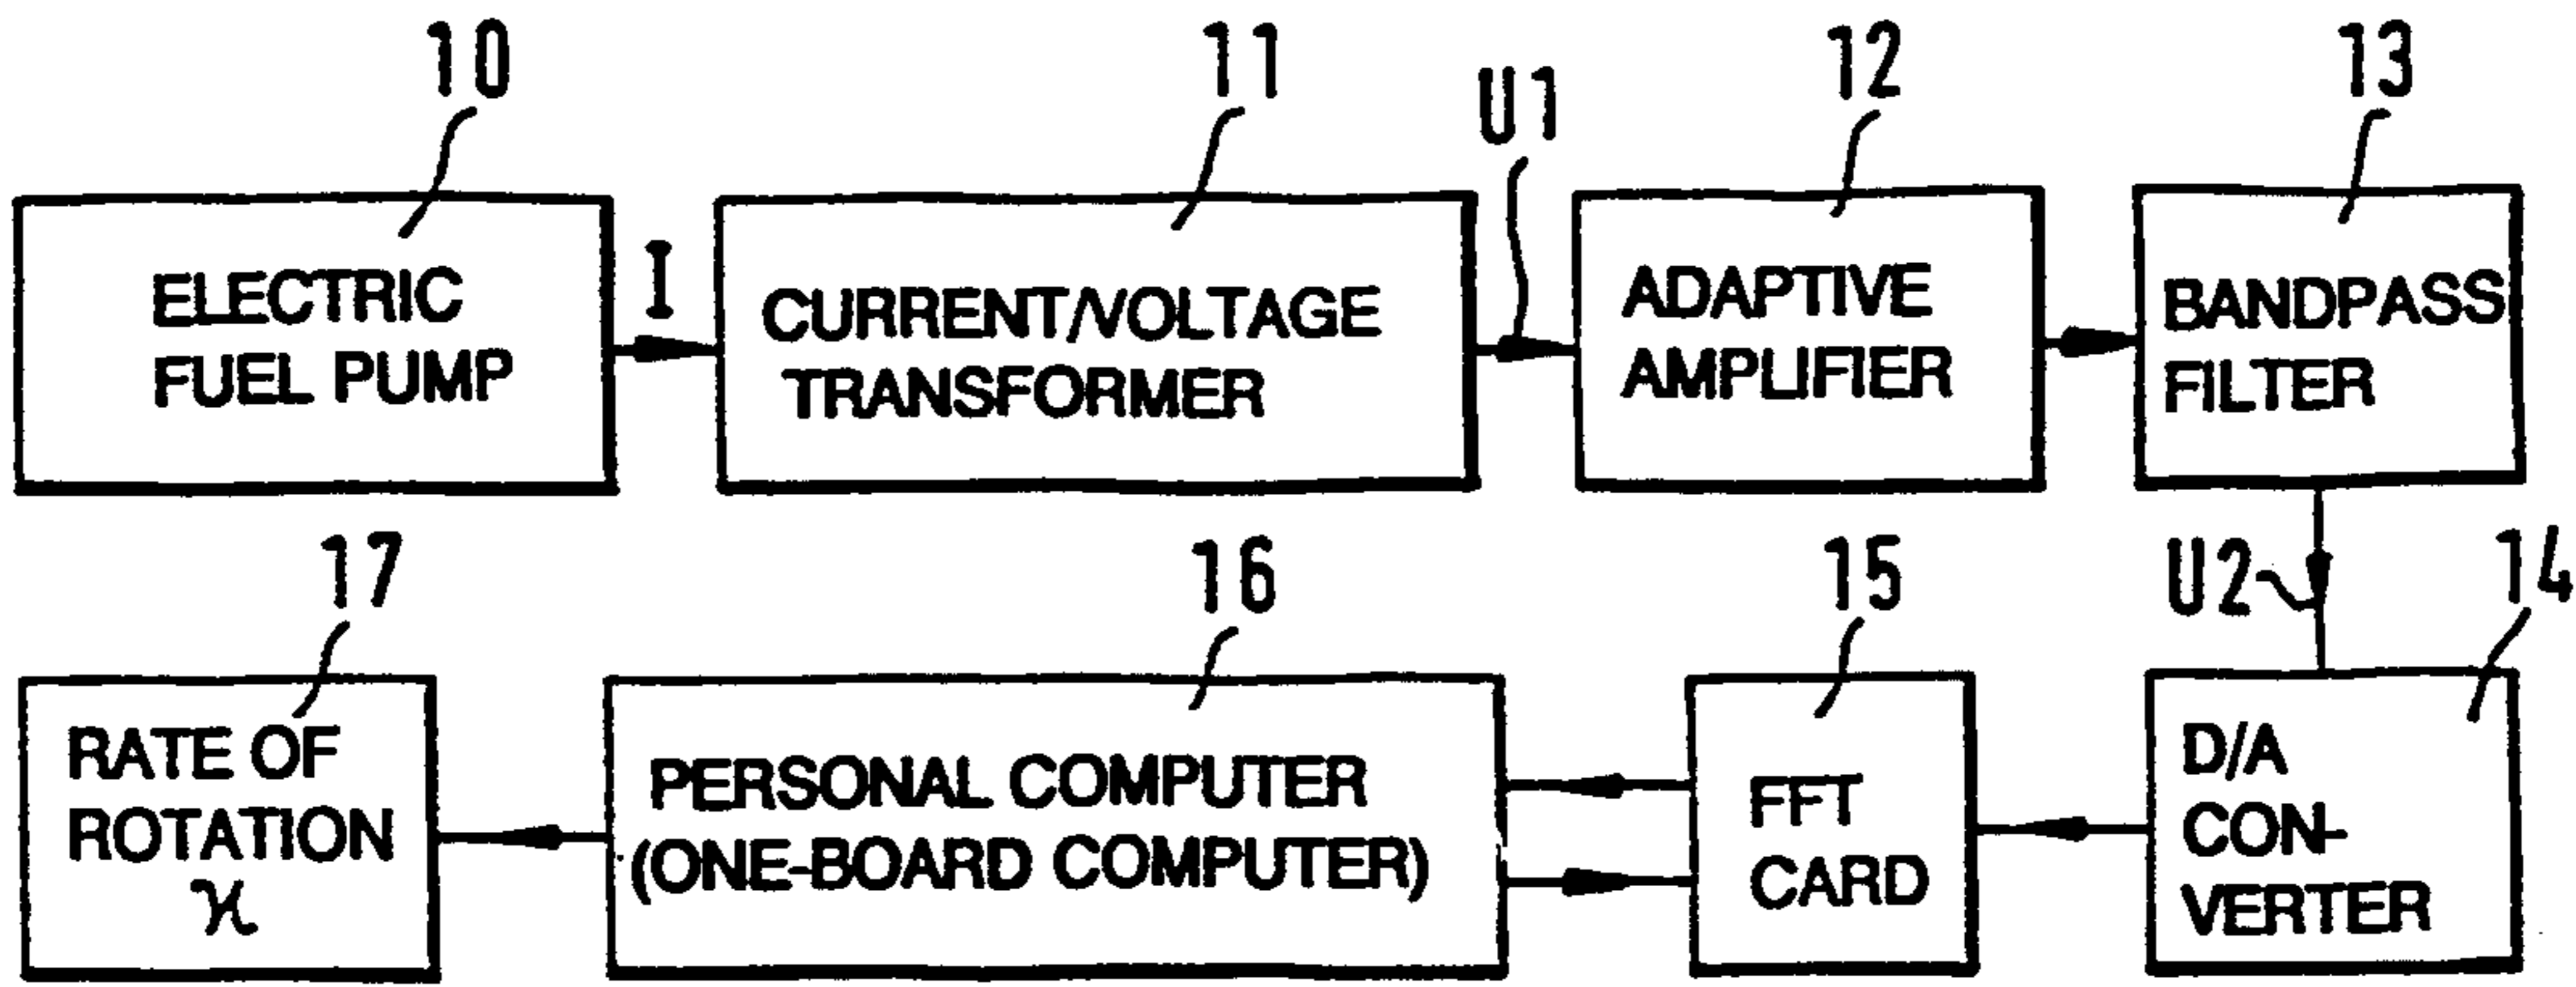 10
11
U1
12
13
ELECTRIC
FUEL PUMP
I
CURRENT/VOLTAGE
TRANSFORMER
ADAPTIVE
AMPLIFIER
BANDPASS
FILTER
17
16
15
U2
14
RATE OF
ROTATION
PERSONAL COMPUTER
(ONE-BOARD COMPUTER)
FFT
CARD
D/A
CON-
VERTER